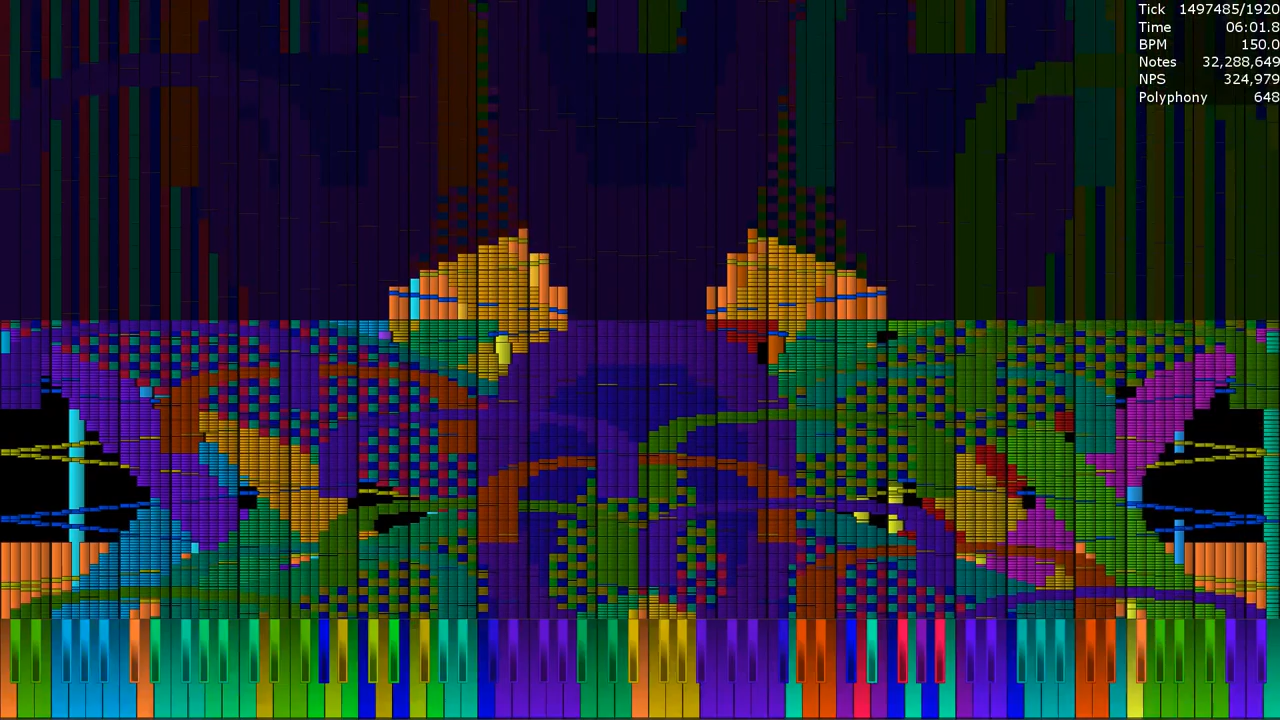 Tick 1497485/1920
Time 06:01.8
BPM 150.0
Notes 32,288,649
NPS 324,979
Polyphony 648